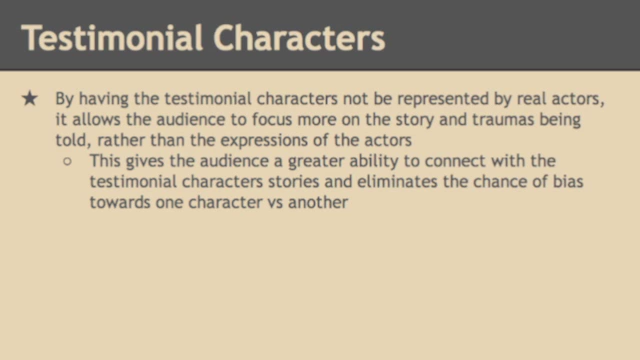 Testimonial Characters
★ By having the testimonial characters not be represented by real actors,
it allows the audience to focus more on the story and traumas being
told, rather than the expressions of the actors
○ This gives the audience a greater ability to connect with the
testimonial characters stories and eliminates the chance of bias
towards one character vs another